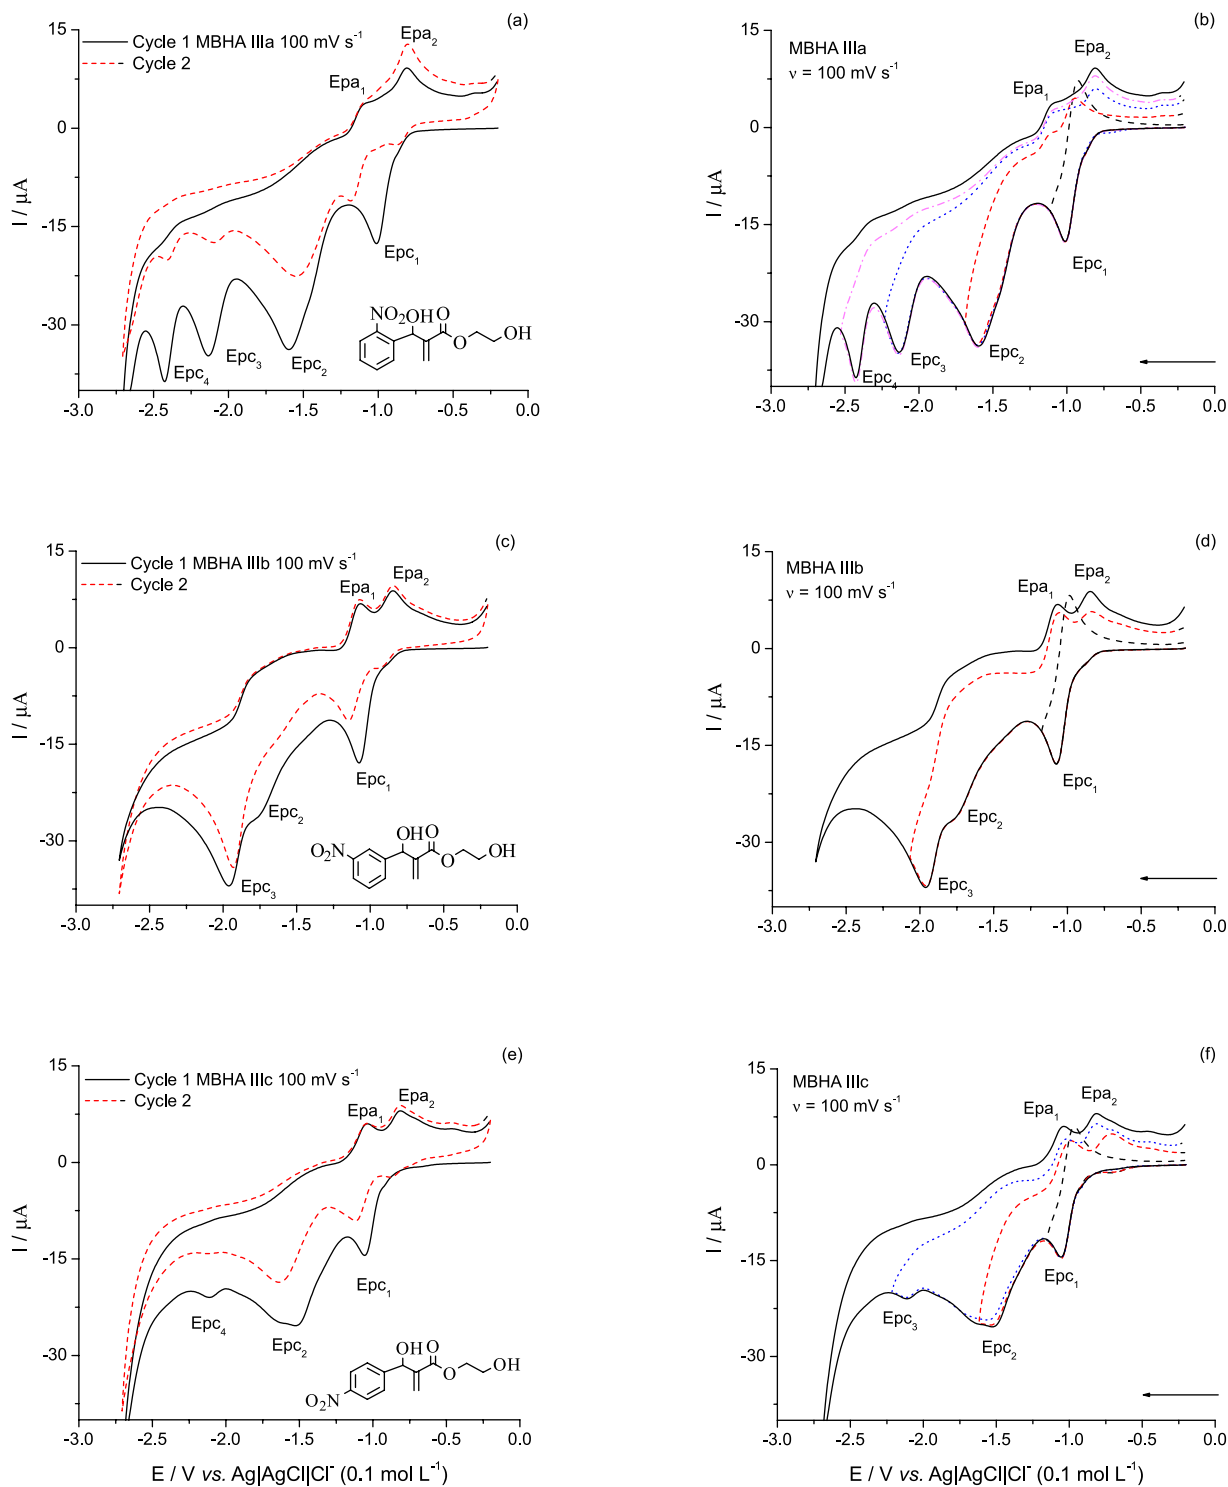 (a)
Cycle 1 MBHA IIIa 100 mV s-1
Cycle 2
Epa1
Epa2
Epc1
Epc2
Epc3
Epc4
NO2
OH
O
O
OH
I / μA
15
0
-15
-30
-3.0 -2.5 -2.0 -1.5 -1.0 -0.5 0.0
(b)
MBHA IIIa
ν = 100 mV s-1
Epa1
Epa2
Epc1
Epc2
Epc3
Epc4
I / μA
15
0
-15
-30
-3.0 -2.5 -2.0 -1.5 -1.0 -0.5 0.0
(c)
Cycle 1 MBHA IIIb 100 mV s-1
Cycle 2
Epa1
Epa2
Epc1
Epc2
Epc3
O2N
OH
O
O
OH
I / μA
15
0
-15
-30
-3.0 -2.5 -2.0 -1.5 -1.0 -0.5 0.0
(d)
MBHA IIIb
ν = 100 mV s-1
Epa1
Epa2
Epc1
Epc2
Epc3
I / μA
15
0
-15
-30
-3.0 -2.5 -2.0 -1.5 -1.0 -0.5 0.0
(e)
Cycle 1 MBHA IIIc 100 mV s-1
Cycle 2
Epa1
Epa2
Epc1
Epc2
Epc4
O2N
OH
O
O
OH
I / μA
15
0
-15
-30
-3.0 -2.5 -2.0 -1.5 -1.0 -0.5 0.0
E / V vs. Ag|AgCl|Cl- (0.1 mol L-1)
(f)
MBHA IIIc
ν = 100 mV s-1
Epa1
Epa2
Epc1
Epc2
Epc3
I / μA
15
0
-15
-30
-3.0 -2.5 -2.0 -1.5 -1.0 -0.5 0.0
E / V vs. Ag|AgCl|Cl- (0.1 mol L-1)